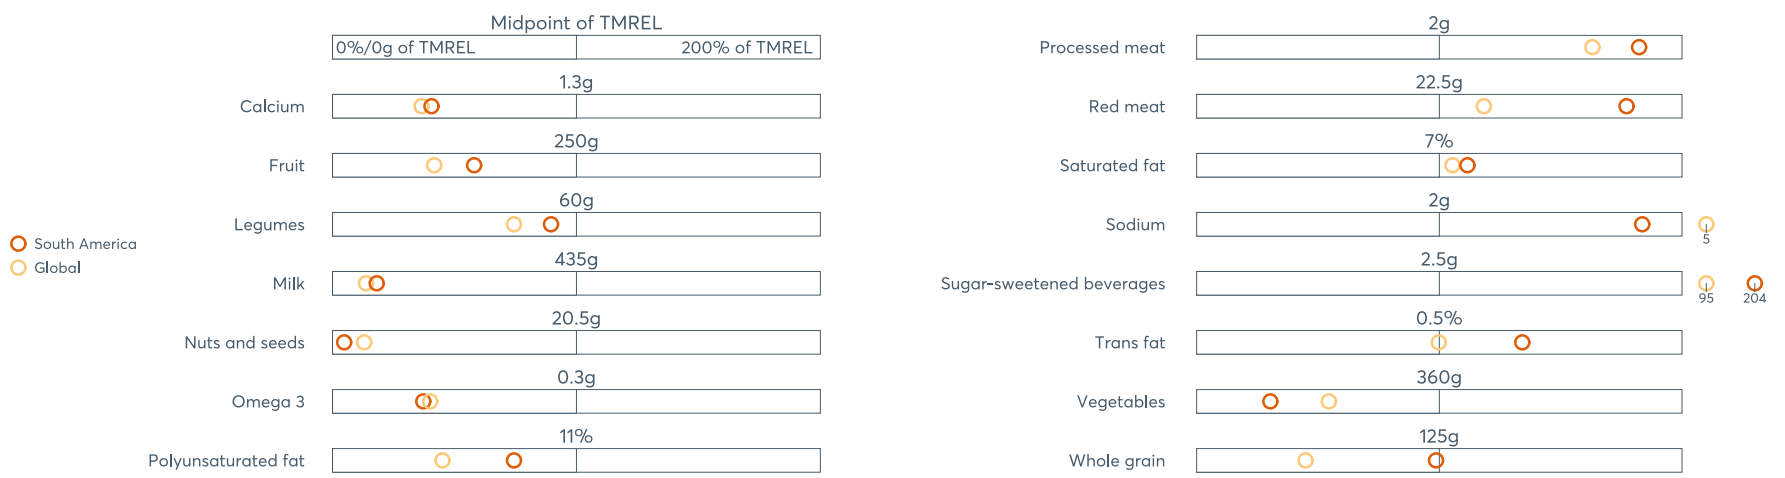 Midpoint of TMREL
0%/0g of TMREL 200% of TMREL
1.3g
Calcium
250g
Fruit
60g
Legumes
South America
Global
435g
Milk
20.5g
Nuts and seeds
0.3g
Omega 3
11%
Polyunsaturated fat
2g
Processed meat
22.5g
Red meat
7%
Saturated fat
2g
Sodium
5
2.5g
Sugar-sweetened beverages
95 204
0.5%
Trans fat
360g
Vegetables
125g
Whole grain